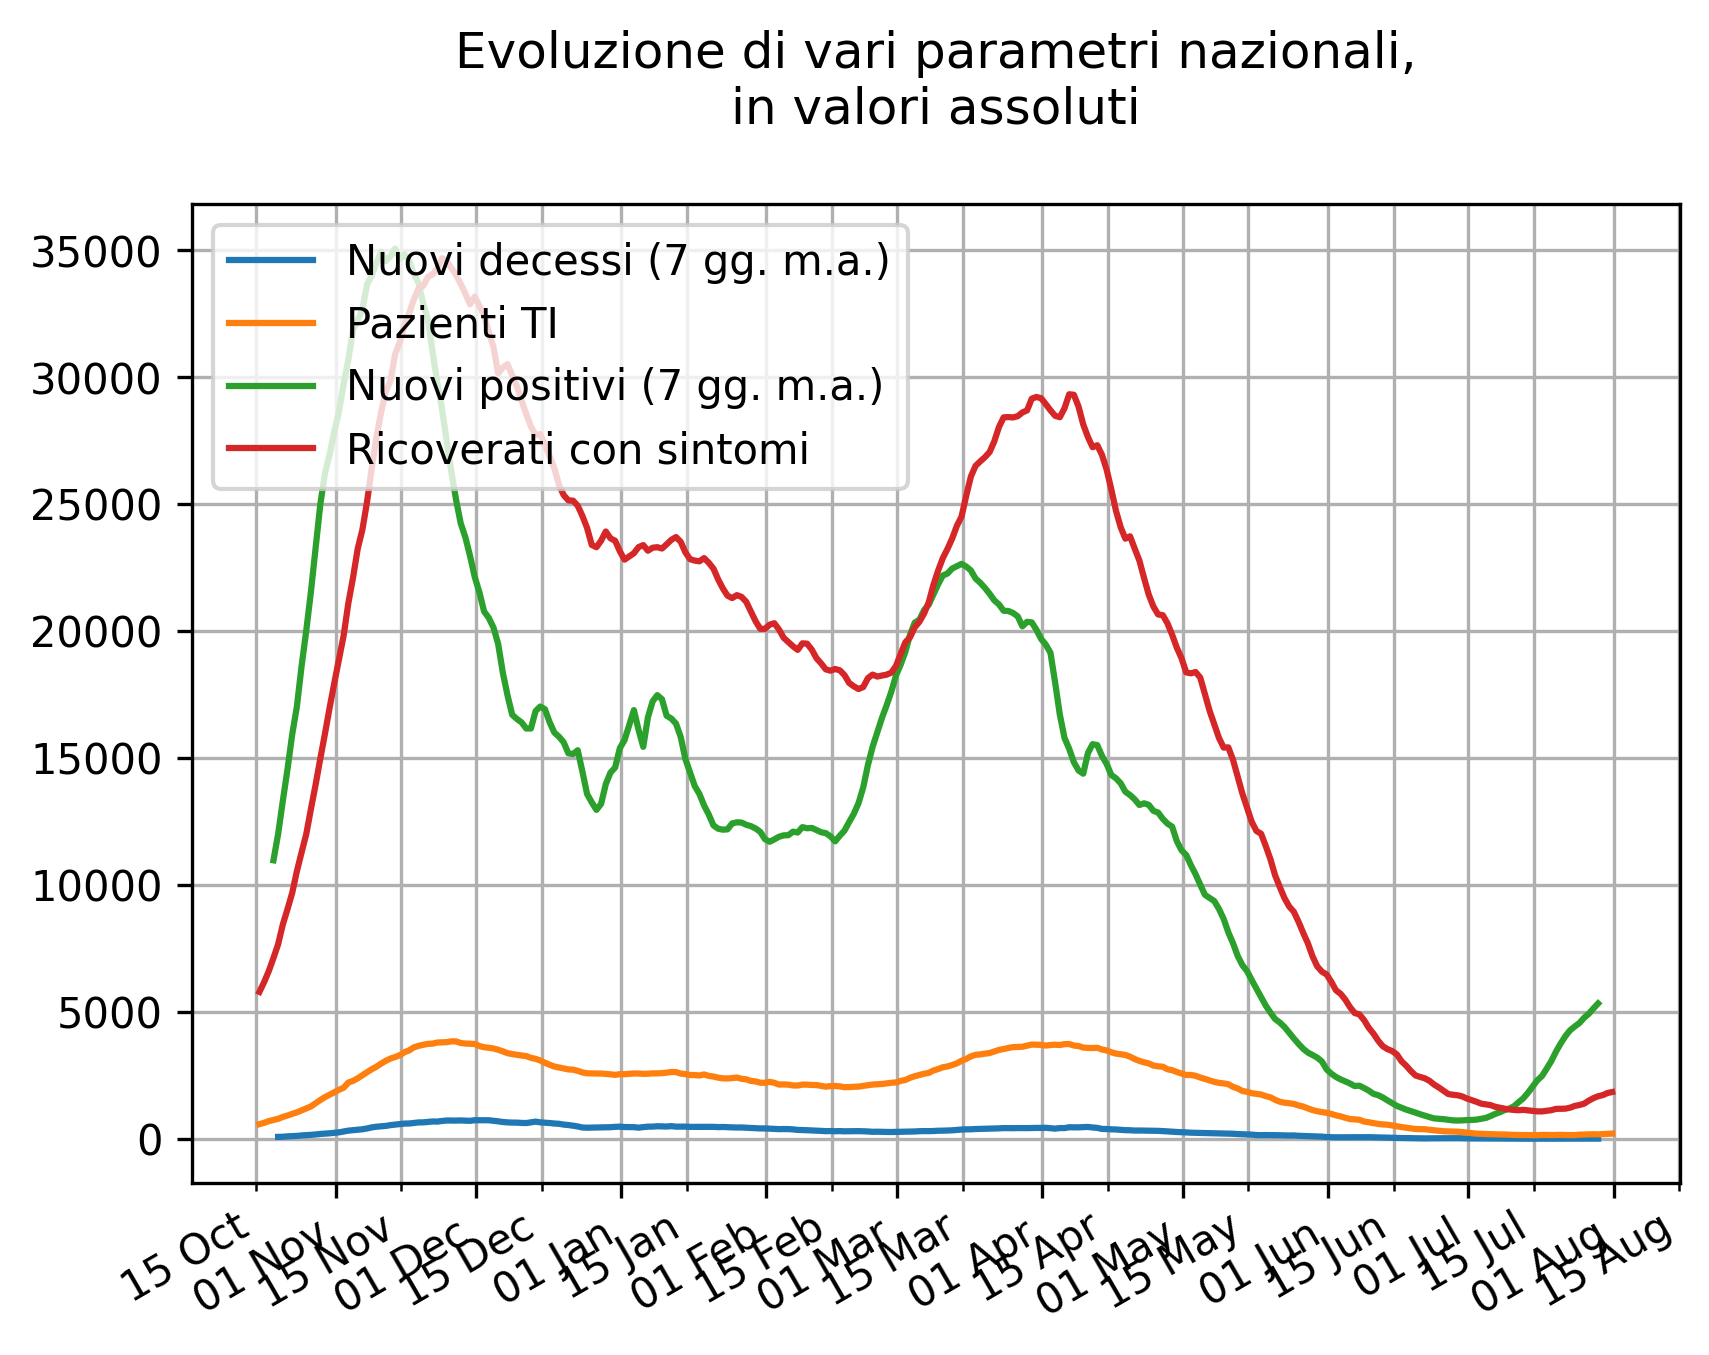 Evoluzione di vari parametri nazionali,
in valori assoluti
35000
30000
25000
20000
15000
10000
5000
0
Nuovi decessi (7 gg. m.a.)
Pazienti TI
Nuovi positivi (7 gg. m.a.)
Ricoverati con sintomi
15 Oct
01 Nov
15 Nov
01 Dec
15 Dec
01 Jan
15 Jan
01 Feb
15 Feb
01 Mar
15 Mar
01 Apr
15 Apr
01 May
15 May
01 Jun
15 Jun
01 Jul
15 Jul
01 Aug
15 Aug